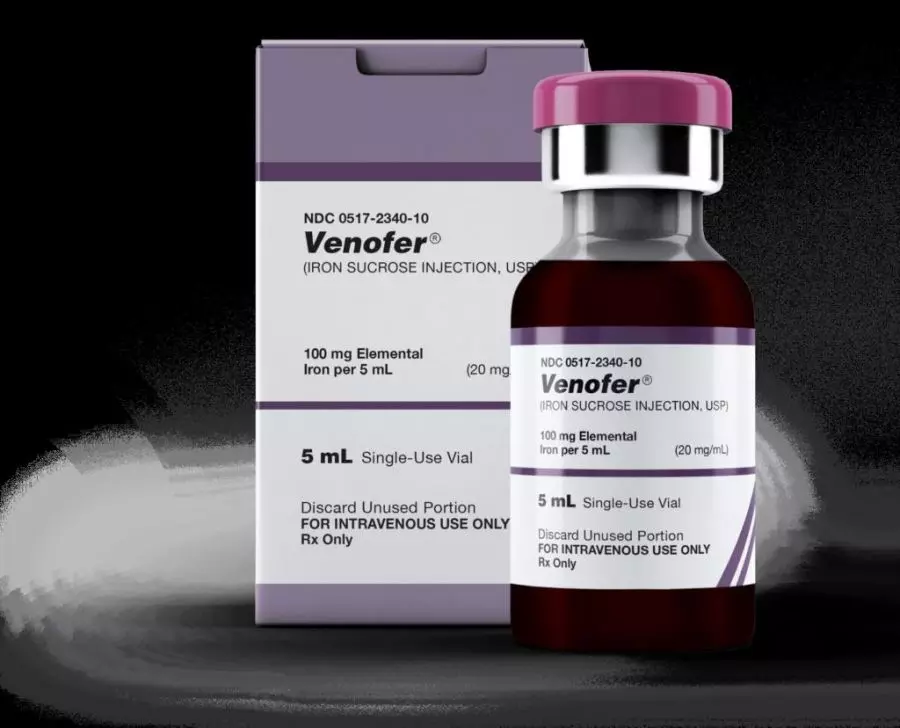 NDC 0517-2340-10
Venofer®
(IRON SUCROSE INJECTION, USP
100 mg Elemental
Iron per 5 mL (20 mg
5 mL Single-Use Vial
Discard Unused Portion
FOR INTRAVENOUS USE ONLY
Rx Only
NDC 0517-2340-10
Venofer®
(IRON SUCROSE INJECTION, USP)
100 mg Elemental
Iron per 5 mL (20 mg/mL)
5 mL Single-Use Vial
Discard Unused Portion
FOR INTRAVENOUS USE ONLY
Rx Only